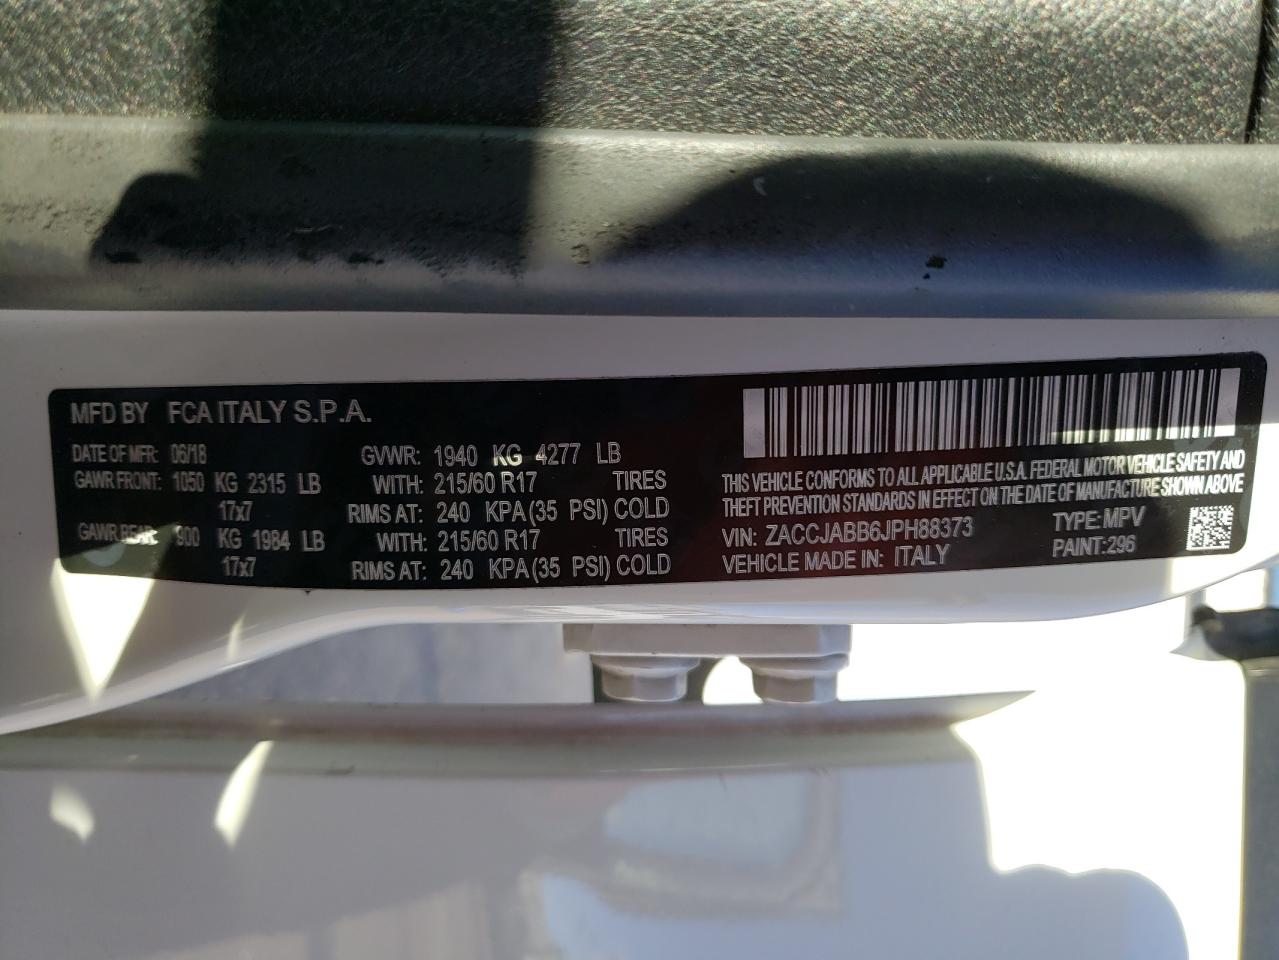 MFD BY FCA ITALY S.P.A.
DATE OF MFR: 06/18 GVWR: 1940 KG 4277 LB
GAWR FRONT: 1050 KG 2315 LB WITH: 215/60 R17 TIRES
17x7 RIMS AT: 240 KPA (35 PSI) COLD
GAWR REAR: 900 KG 1984 LB WITH: 215/60 R17 TIRES
17x7 RIMS AT: 240 KPA (35 PSI) COLD
THIS VEHICLE CONFORMS TO ALL APPLICABLE U.S.A. FEDERAL MOTOR VEHICLE SAFETY AND
THEFT PREVENTION STANDARDS IN EFFECT ON THE DATE OF MANUFACTURE SHOWN ABOVE
VIN: ZACCJABB6JPH88373 TYPE: MPV
VEHICLE MADE IN: ITALY PAINT: 296